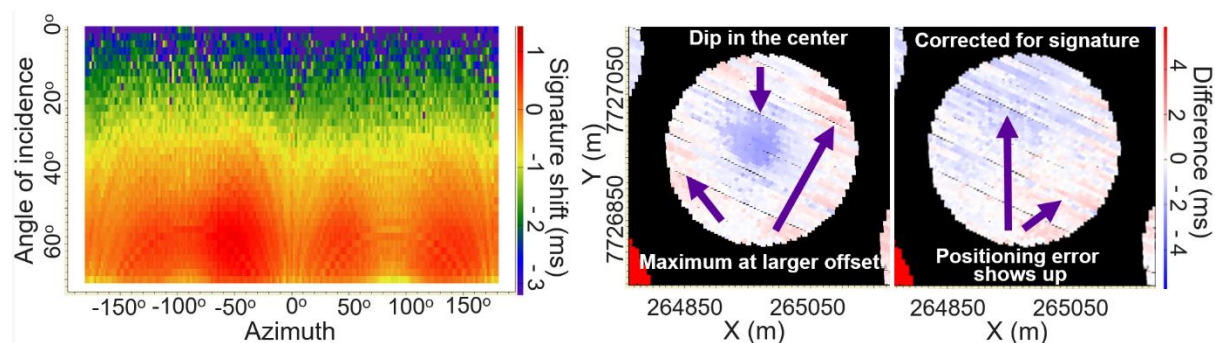 0°
20°
40°
60°
Angle of incidence
-150°
-100°
-50°
0°
50°
100°
150°
Azimuth
1
0
-1
-2
-3
Signature shift (ms)
Dip in the center
Maximum at larger offset
Corrected for signature
Positioning error
shows up
7727050
7726850
Y (m)
264850
265050
X (m)
264850
265050
X (m)
4
2
0
-2
-4
Difference (ms)